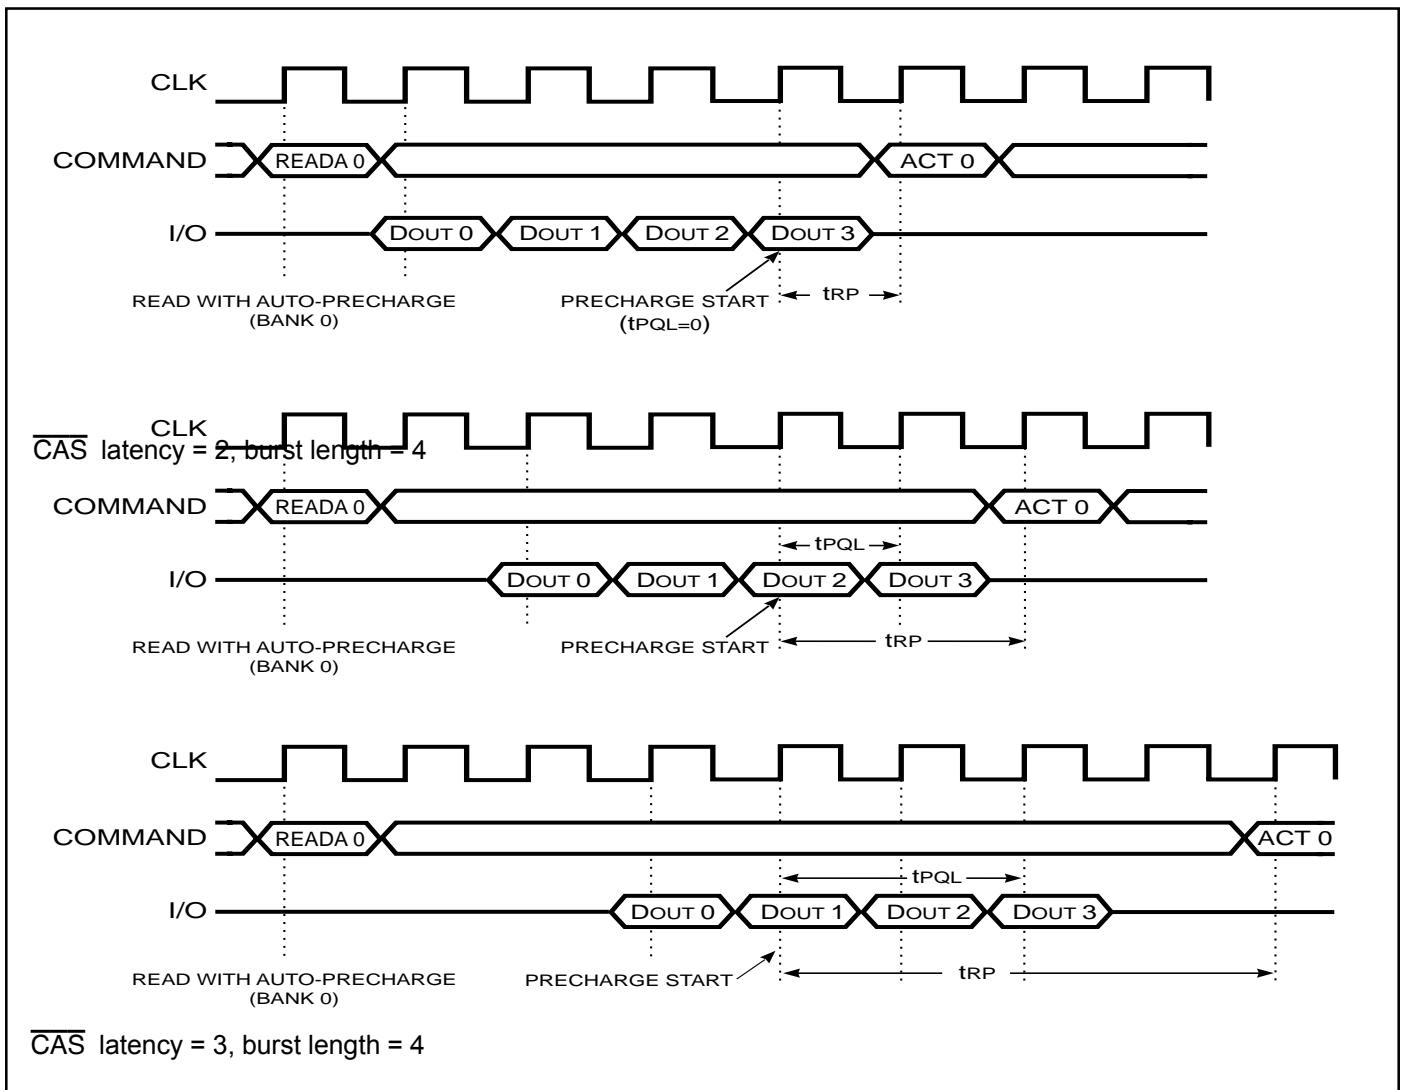 CLK
COMMAND READA 0 ACT 0
I/O DOUT 0 DOUT 1 DOUT 2 DOUT 3
READ WITH AUTO-PRECHARGE
(BANK 0)
PRECHARGE START
(tPQL=0)
tRP
CLK
CAS latency = 2, burst length = 4
COMMAND READA 0 ACT 0
tPQL
I/O DOUT 0 DOUT 1 DOUT 2 DOUT 3
READ WITH AUTO-PRECHARGE
(BANK 0)
PRECHARGE START
tRP
CLK
COMMAND READA 0 ACT 0
tPQL
I/O DOUT 0 DOUT 1 DOUT 2 DOUT 3
READ WITH AUTO-PRECHARGE
(BANK 0)
PRECHARGE START
tRP
CAS latency = 3, burst length = 4